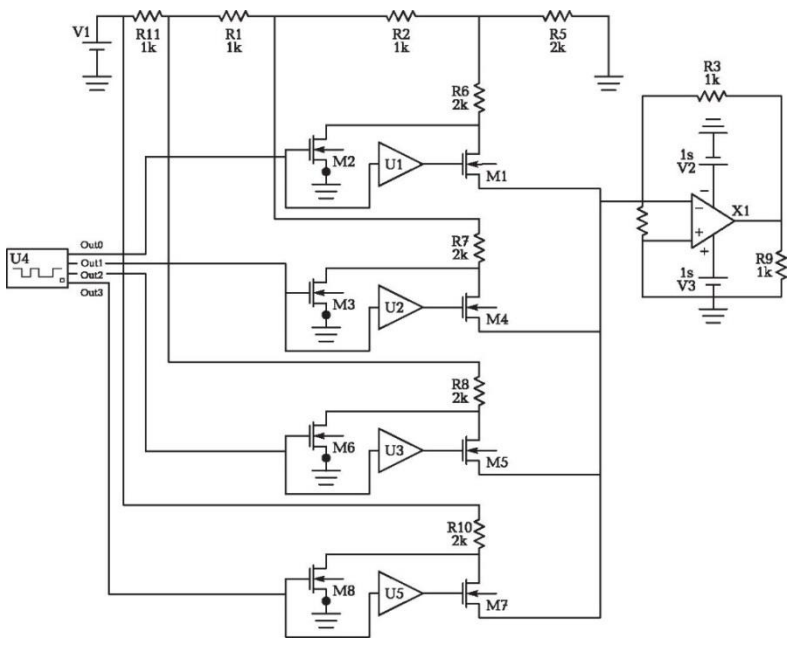 V1
R11
1k
R1
1k
R2
1k
R5
2k
R3
1k
R6
2k
M2
U1
M1
1s
V2
X1
R7
2k
U4
Out0
Out1
Out2
Out3
M3
U2
M4
1s
V3
R9
1k
R8
2k
M6
U3
M5
R10
2k
M8
U5
M7